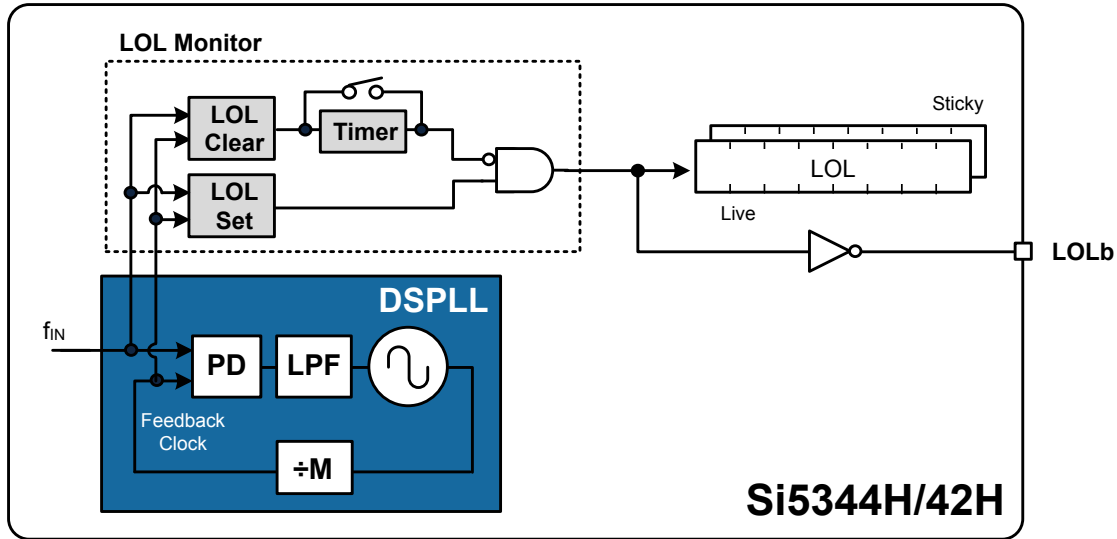 LOL Monitor
LOL
Clear
Timer
Sticky
LOL
Live
LOL
Set
LOLb
DSPLL
fIN
PD
LPF
Feedback
Clock
÷M
Si5344H/42H